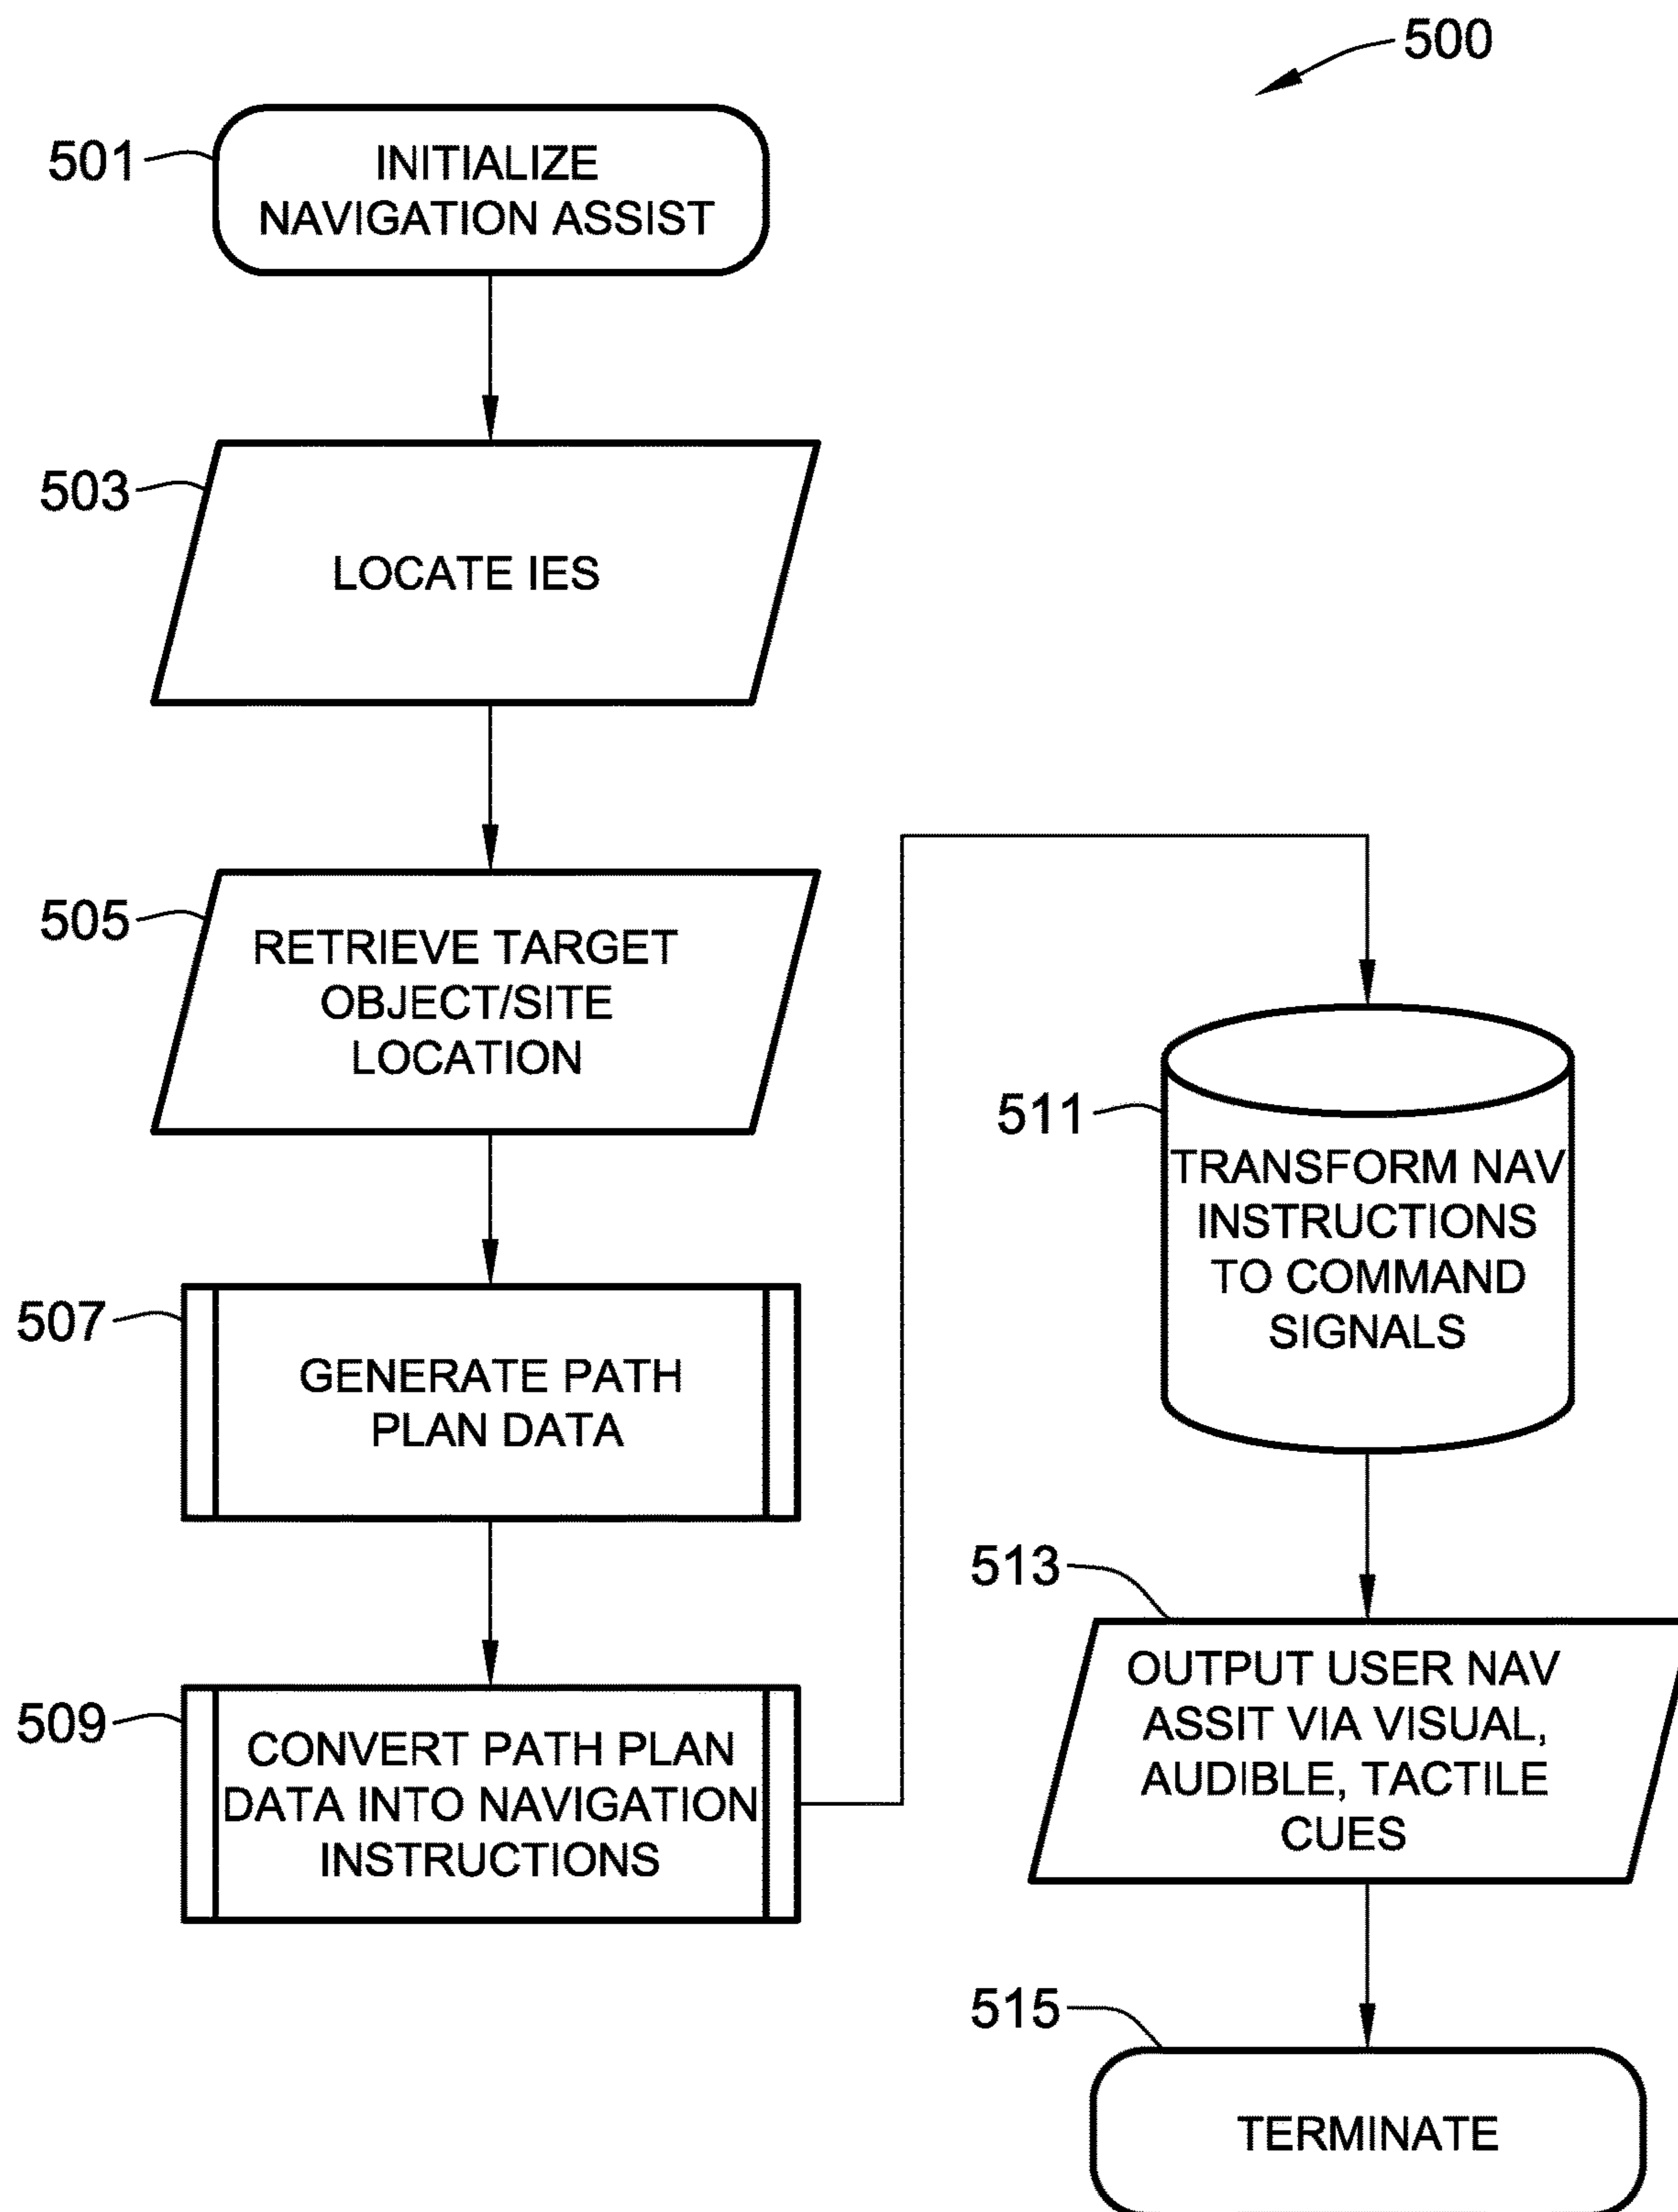 500
501
INITIALIZE
NAVIGATION ASSIST
503
LOCATE IES
505
RETRIEVE TARGET
OBJECT/SITE
LOCATION
507
GENERATE PATH
PLAN DATA
509
CONVERT PATH PLAN
DATA INTO NAVIGATION
INSTRUCTIONS
511
TRANSFORM NAV
INSTRUCTIONS
TO COMMAND
SIGNALS
513
OUTPUT USER NAV
ASSIT VIA VISUAL,
AUDIBLE, TACTILE
CUES
515
TERMINATE